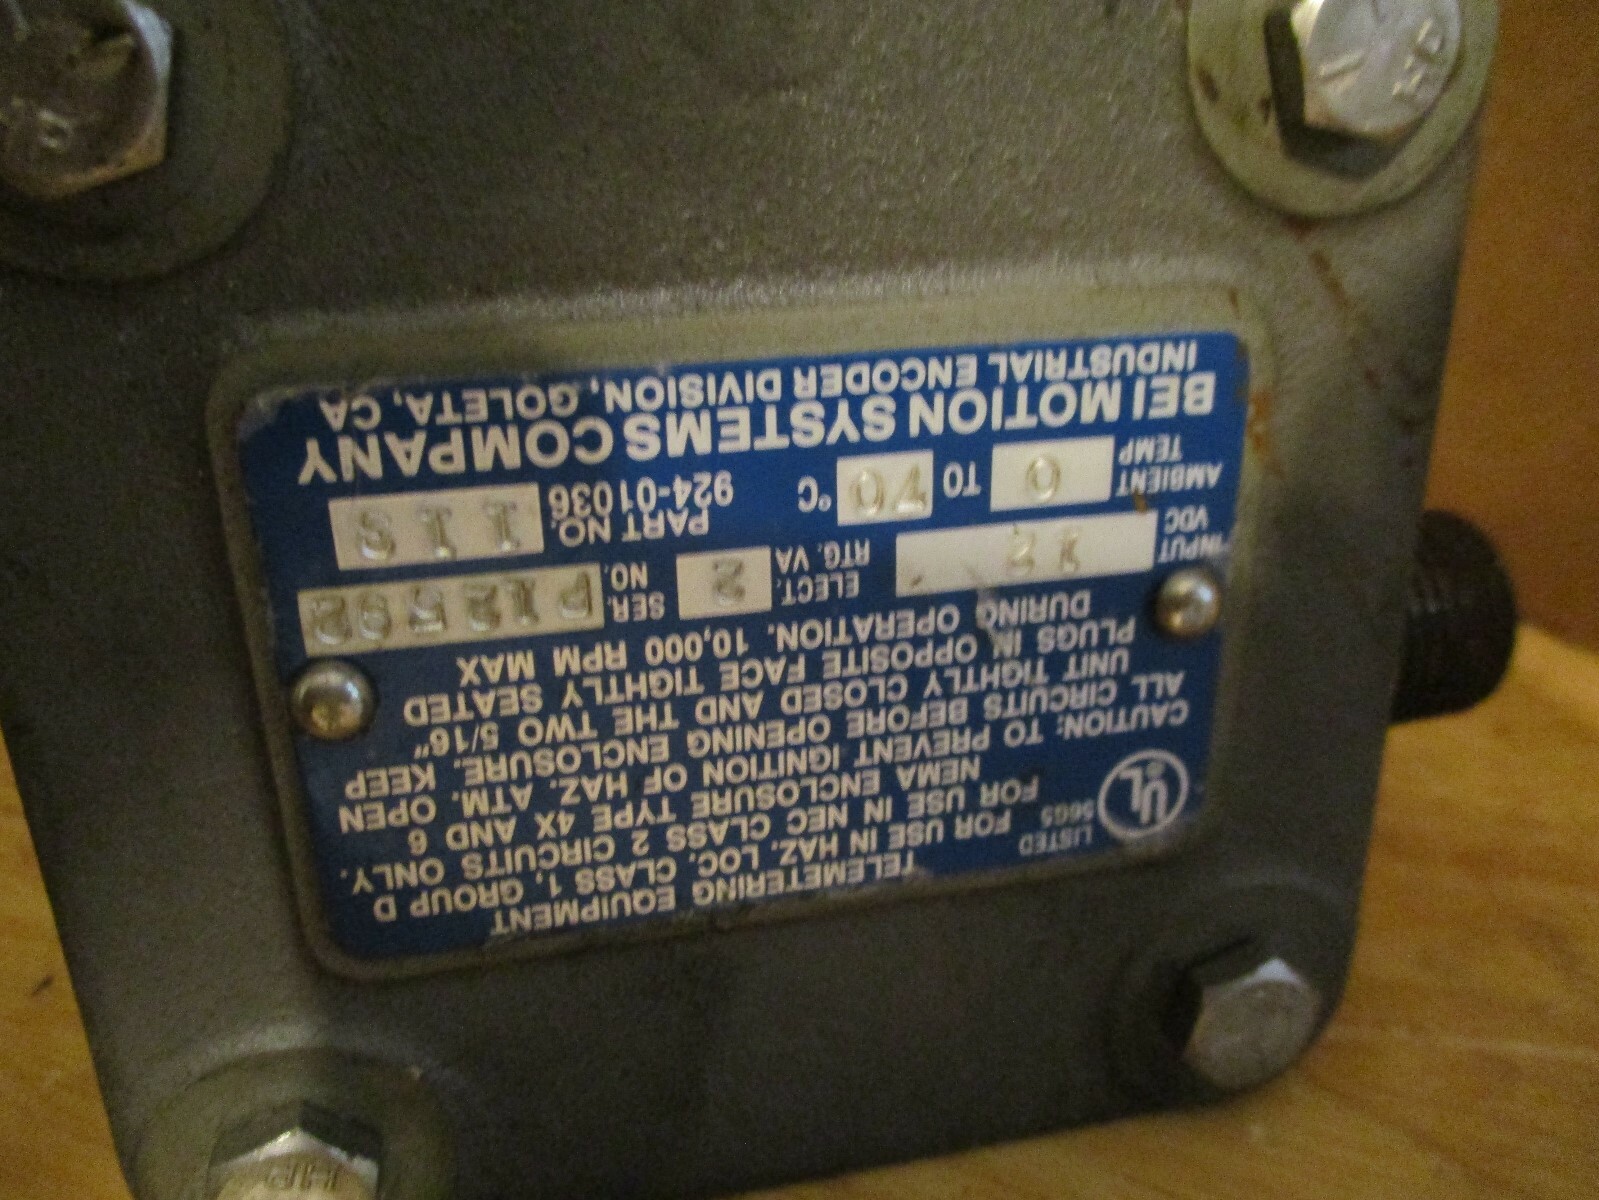 UL
LISTED
56G5
TELEMETERING EQUIPMENT
FOR USE IN HAZ. LOC. CLASS 1, GROUP D
FOR USE IN NEC CLASS 2 CIRCUITS ONLY.
NEMA ENCLOSURE TYPE 4X AND 6
CAUTION: TO PREVENT IGNITION OF HAZ. ATM. OPEN
ALL CIRCUITS BEFORE OPENING ENCLOSURE. KEEP
UNIT TIGHTLY CLOSED AND THE TWO 5/16"
PLUGS IN OPPOSITE FACE TIGHTLY SEATED
DURING OPERATION. 10,000 RPM MAX
INPUT VDC ELECT. RTG. VA 2 SER. NO.
AMBIENT TEMP 0 TO 70 °C PART NO. 924-01036 113
BEI MOTION SYSTEMS COMPANY
INDUSTRIAL ENCODER DIVISION, GOLETA, CA